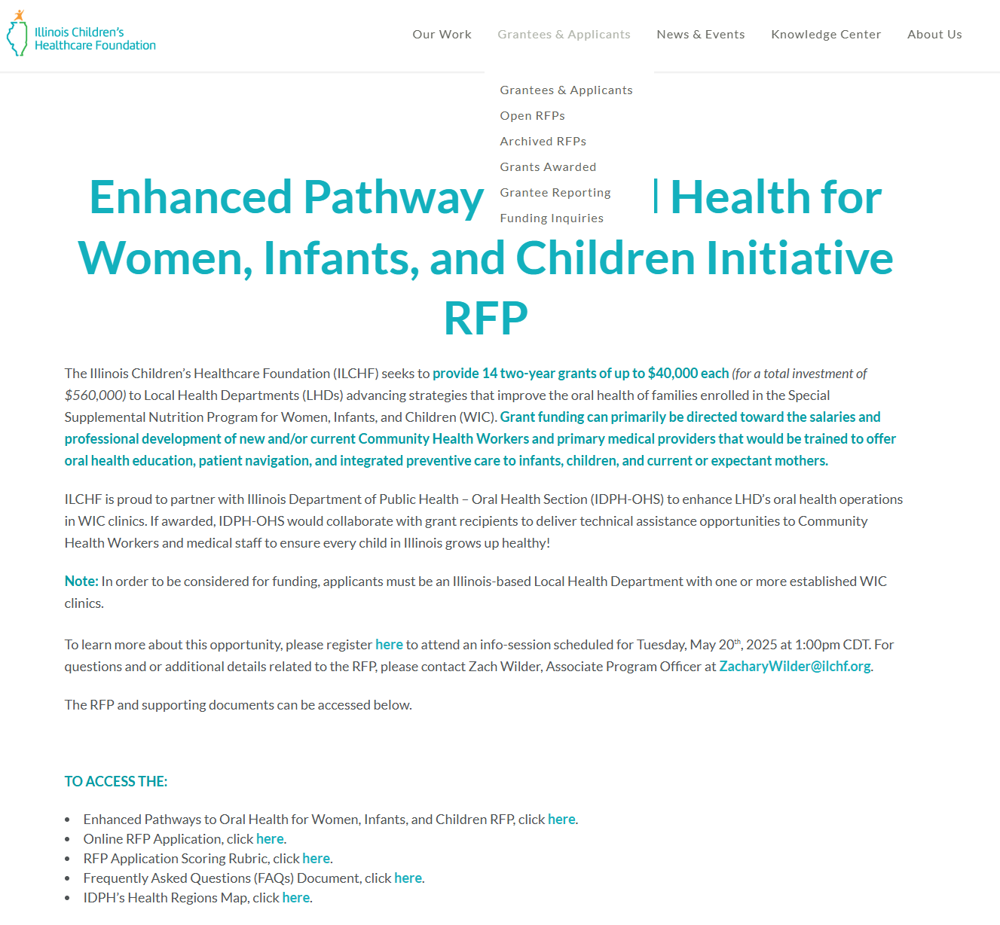 Illinois Children's
Healthcare Foundation
Our Work
Grantees & Applicants
News & Events
Knowledge Center
About Us
Grantees & Applicants
Open RFPs
Archived RFPs
Grants Awarded
Grantee Reporting
Funding Inquiries
Enhanced Pathway l Health for
Women, Infants, and Children Initiative
RFP
The Illinois Children’s Healthcare Foundation (ILCHF) seeks to provide 14 two-year grants of up to $40,000 each (for a total investment of
$560,000) to Local Health Departments (LHDs) advancing strategies that improve the oral health of families enrolled in the Special
Supplemental Nutrition Program for Women, Infants, and Children (WIC). Grant funding can primarily be directed toward the salaries and
professional development of new and/or current Community Health Workers and primary medical providers that would be trained to offer
oral health education, patient navigation, and integrated preventive care to infants, children, and current or expectant mothers.
ILCHF is proud to partner with Illinois Department of Public Health – Oral Health Section (IDPH-OHS) to enhance LHD’s oral health operations
in WIC clinics. If awarded, IDPH-OHS would collaborate with grant recipients to deliver technical assistance opportunities to Community
Health Workers and medical staff to ensure every child in Illinois grows up healthy!
Note: In order to be considered for funding, applicants must be an Illinois-based Local Health Department with one or more established WIC
clinics.
To learn more about this opportunity, please register here to attend an info-session scheduled for Tuesday, May 20th, 2025 at 1:00pm CDT. For
questions and or additional details related to the RFP, please contact Zach Wilder, Associate Program Officer at ZacharyWilder@ilchf.org.
The RFP and supporting documents can be accessed below.
TO ACCESS THE:
• Enhanced Pathways to Oral Health for Women, Infants, and Children RFP, click here.
• Online RFP Application, click here.
• RFP Application Scoring Rubric, click here.
• Frequently Asked Questions (FAQs) Document, click here.
• IDPH’s Health Regions Map, click here.